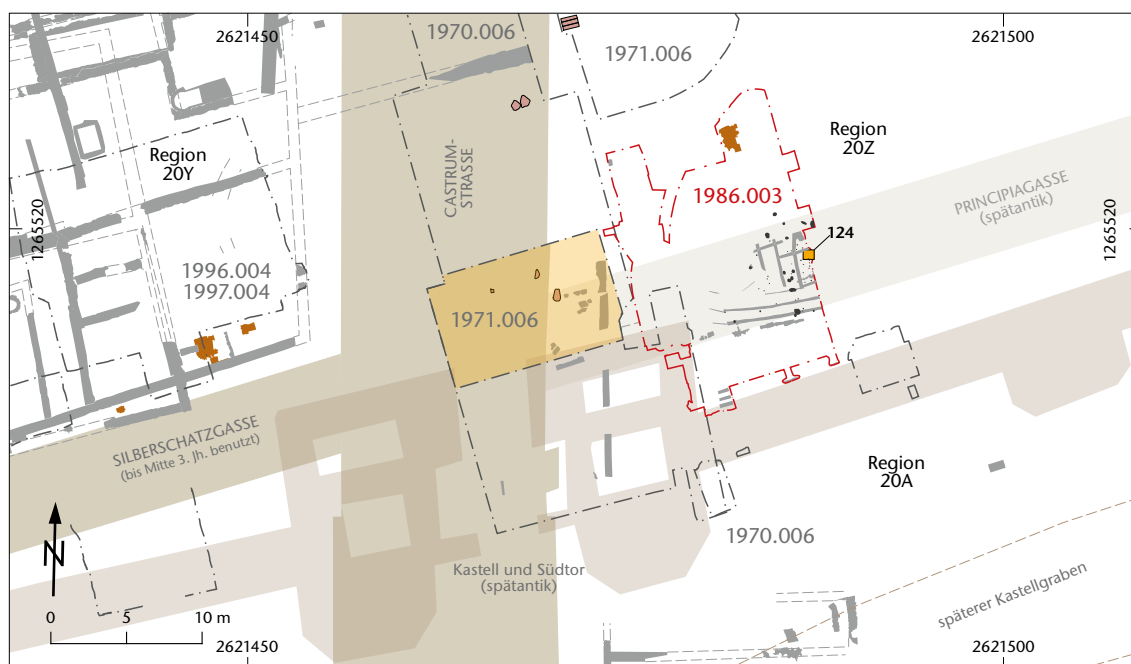 2621450
1970.006
1971.006
2621500
Region
20Y
Region
20Z
CASTRUM-
STRASSE
1986.003
PRINCIPIAGASSE
(spätantik)
1265520
1265520
124
1996.004
1997.004
1971.006
SILBERSCHATZGASSE
(bis Mitte 3. Jh. benutzt)
Region
20A
1970.006
N
Kastell und Südtor
(spätantik)
späterer Kastellgraben
0 5 10 m
2621450
2621500